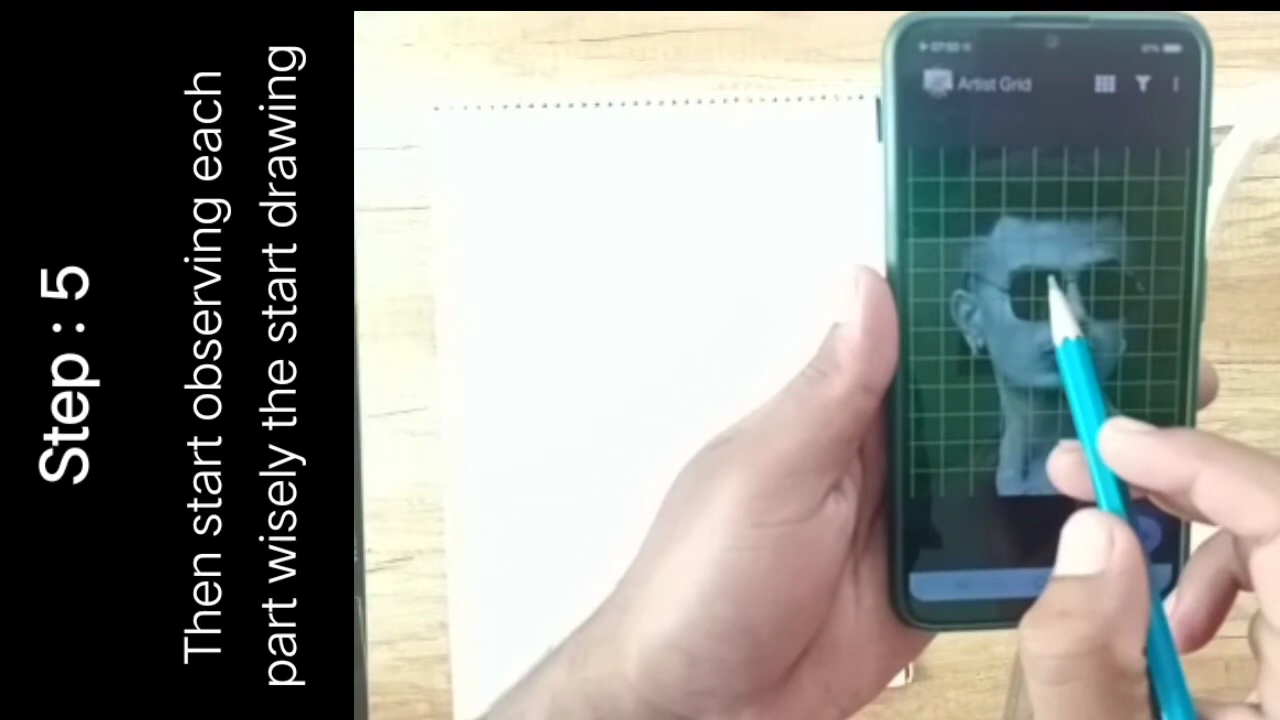 Step : 5
Then start observing each
part wisely the start drawing
Artist Grid